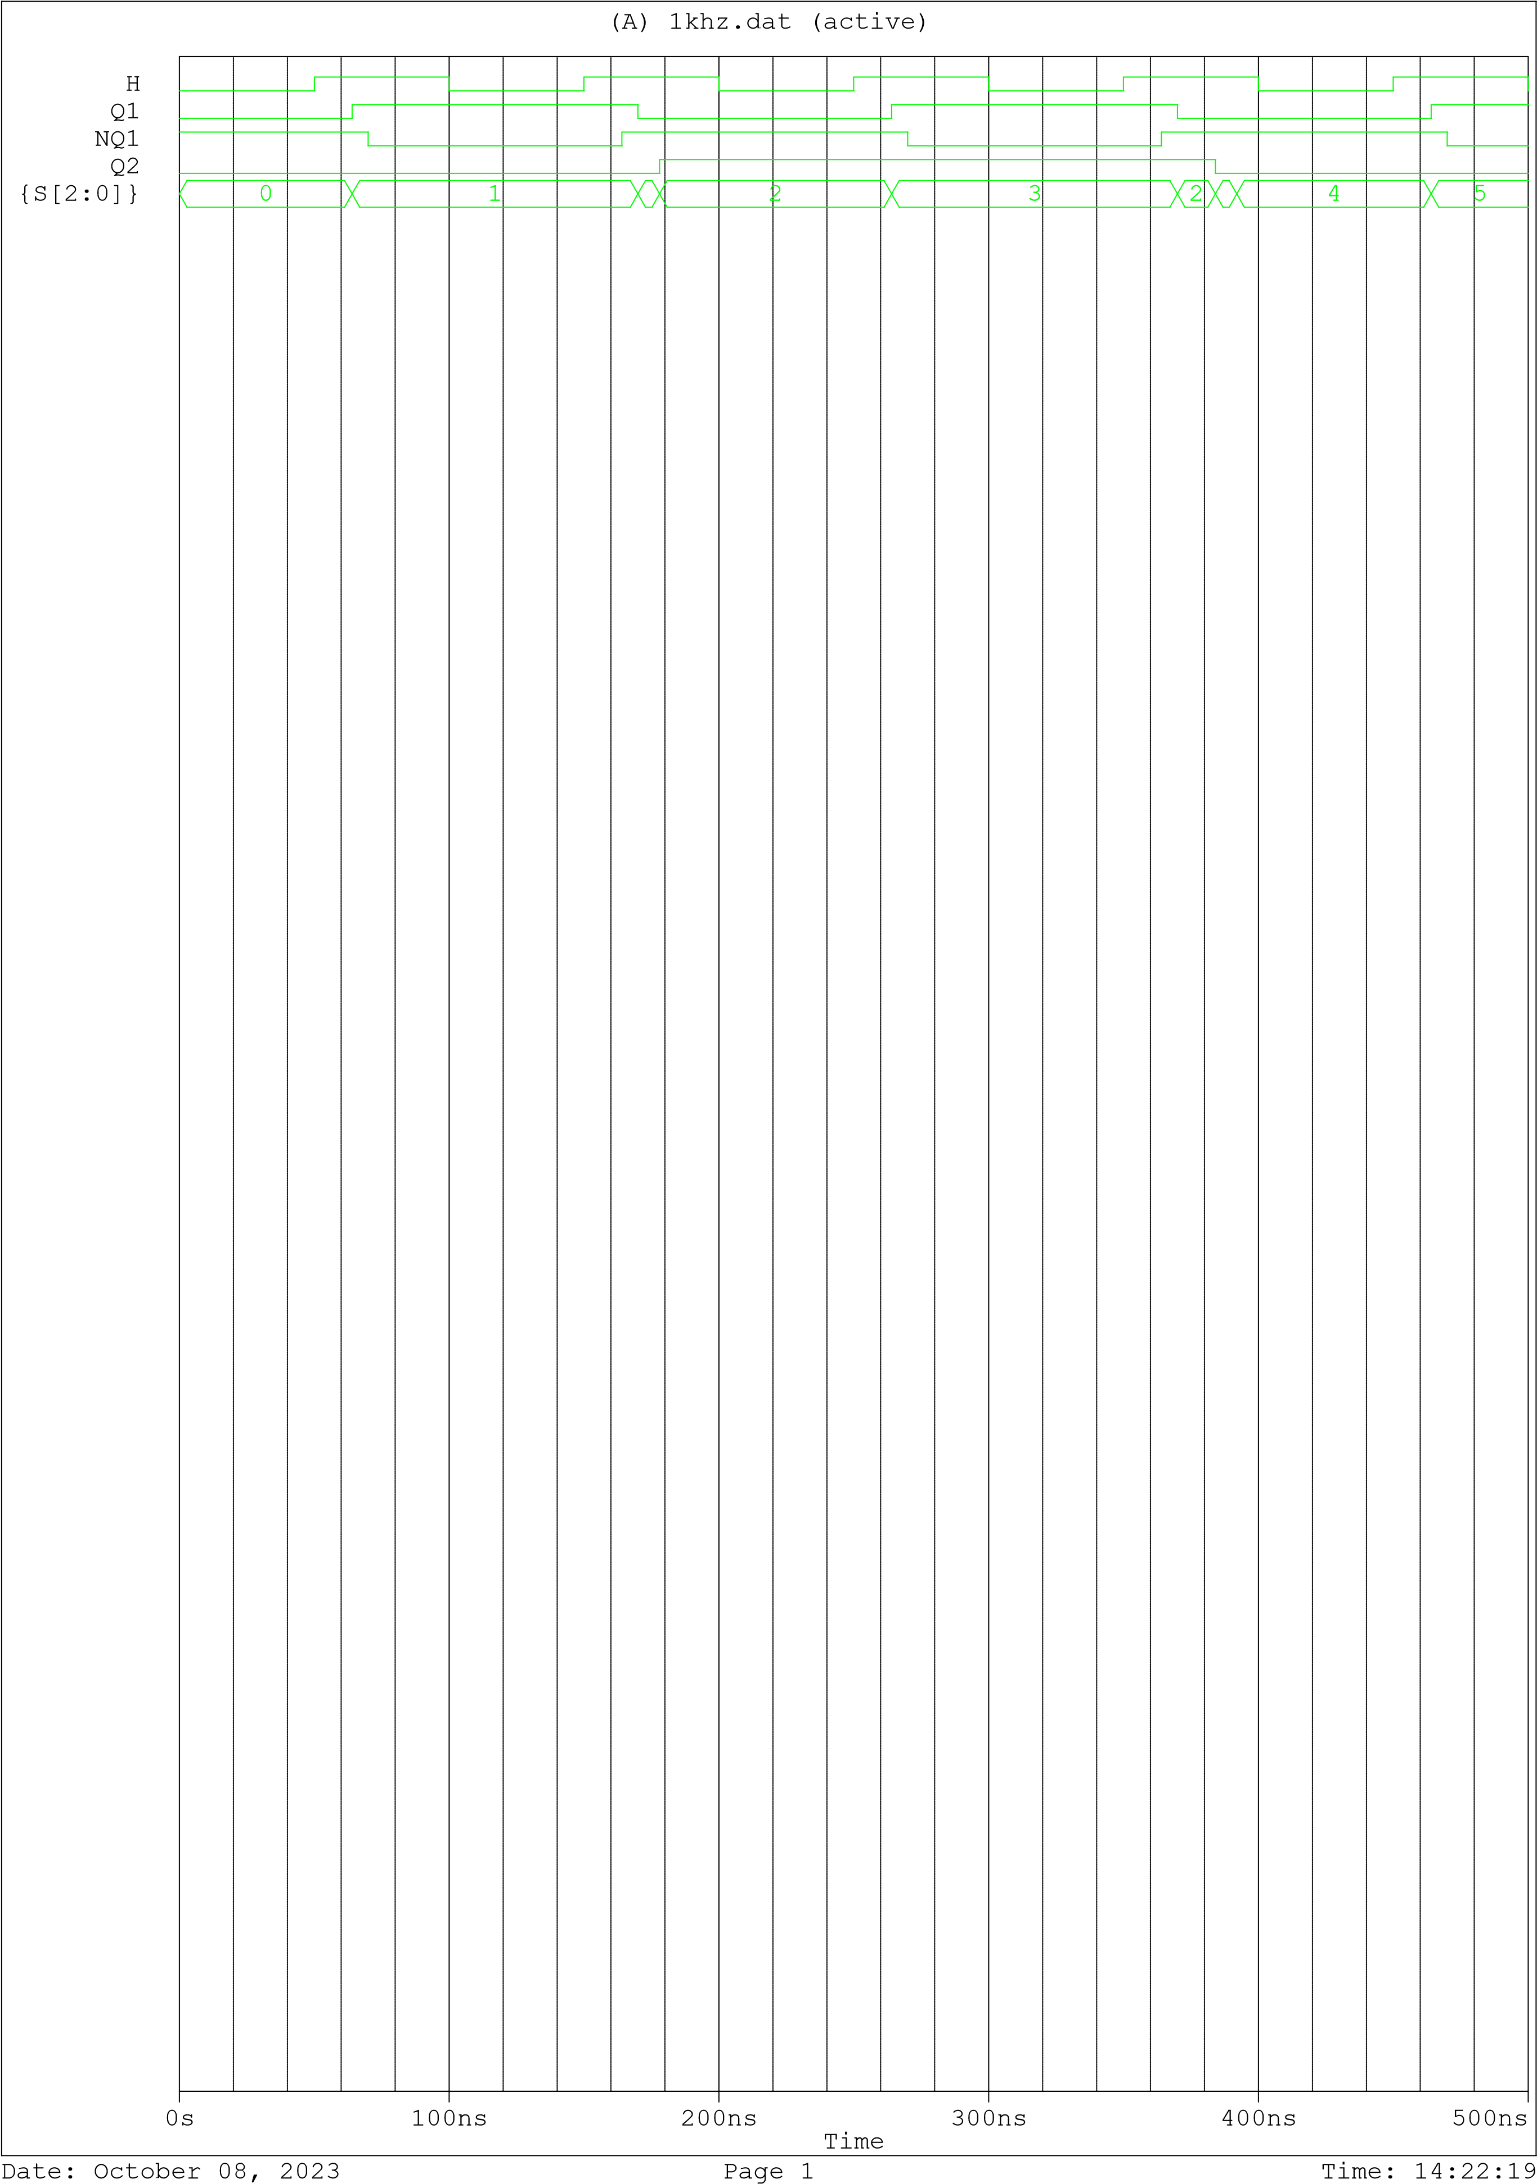 (A) 1khz.dat (active)
H
Q1
NQ1
Q2
{S[2:0]} 0 1 2 3 2 4 5
0s 100ns 200ns 300ns 400ns 500ns
Time
Date: October 08, 2023 Page 1 Time: 14:22:19